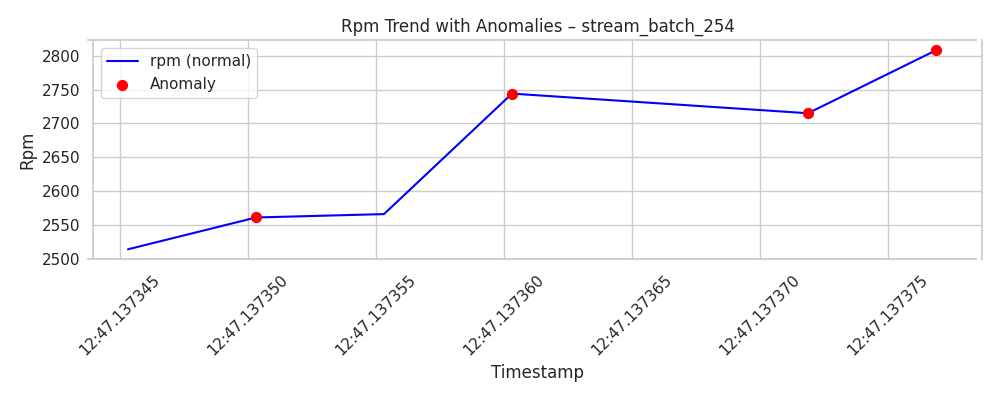 Rpm Trend with Anomalies – stream_batch_254
rpm (normal)
Anomaly
Rpm
2800
2750
2700
2650
2600
2550
2500
12:47.137345
12:47.137350
12:47.137355
12:47.137360
12:47.137365
12:47.137370
12:47.137375
Timestamp